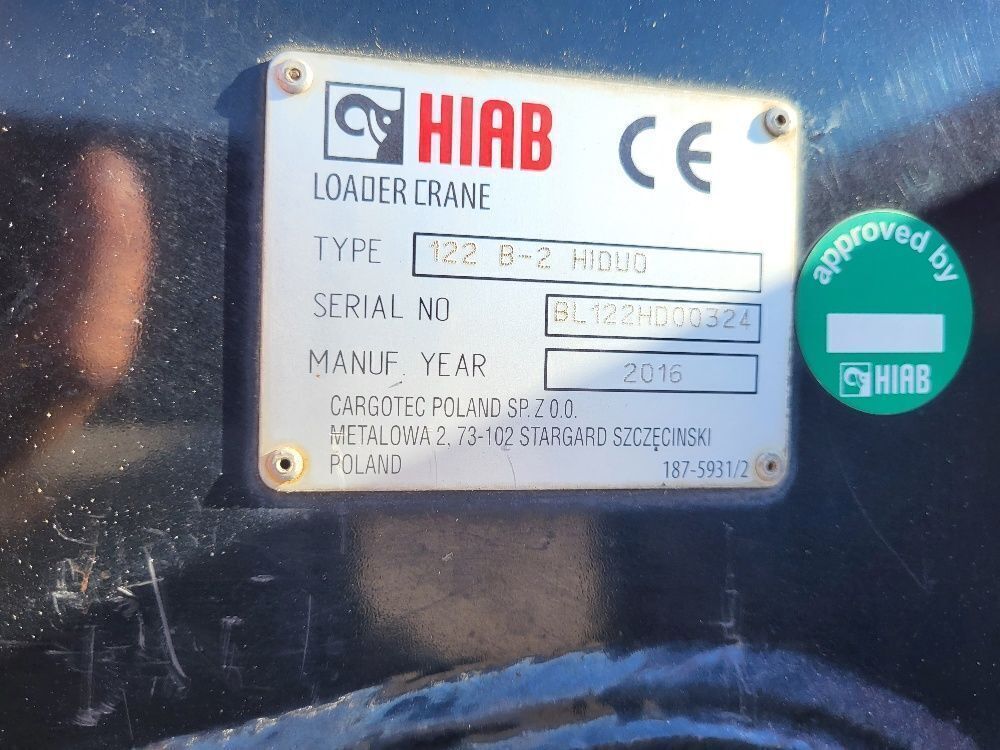 HIAB CE
LOADER CRANE
TYPE 122 B-2 HIDUO
SERIAL NO BL122HD00324
MANUF. YEAR 2016
CARGOTEC POLAND SP. Z O.O.
METALOWA 2, 73-102 STARGARD SZCZĘCINSKI
POLAND 187-5931/2
approved by
HIAB